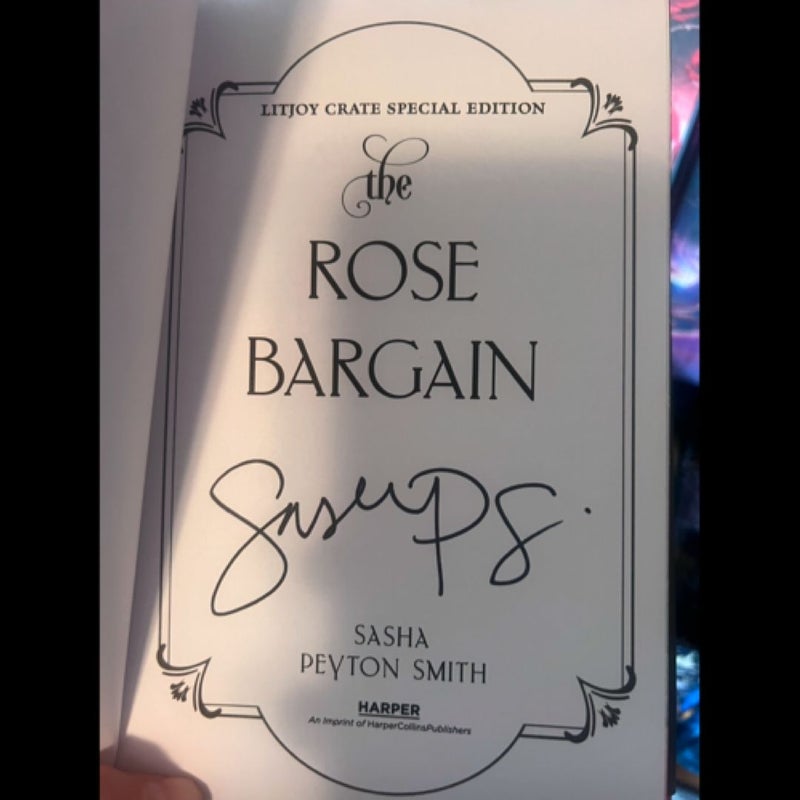 LITJOY CRATE SPECIAL EDITION
the
ROSE
BARGAIN
SASHA
PEYTON SMITH
HARPER
An Imprint of HarperCollinsPublishers